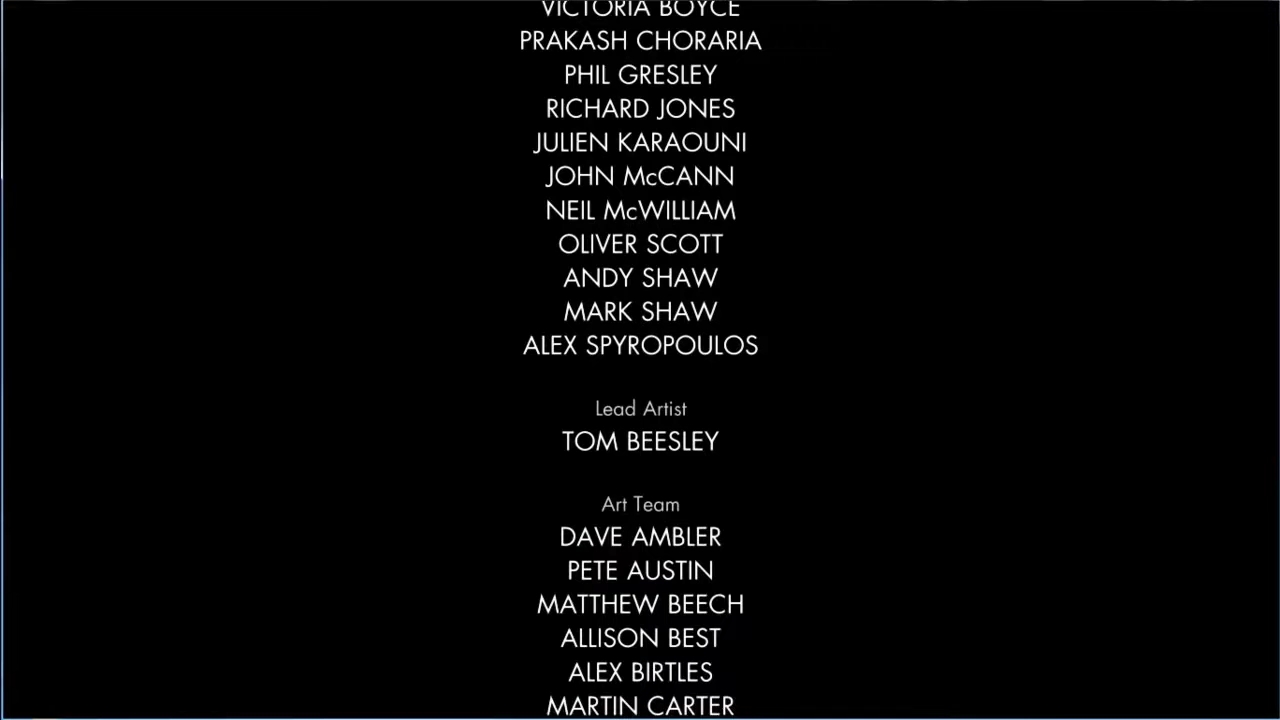 VICTORIA BOYCE
PRAKASH CHORARIA
PHIL GRESLEY
RICHARD JONES
JULIEN KARAOUNI
JOHN McCANN
NEIL McWILLIAM
OLIVER SCOTT
ANDY SHAW
MARK SHAW
ALEX SPYROPOULOS
Lead Artist
TOM BEESLEY
Art Team
DAVE AMBLER
PETE AUSTIN
MATTHEW BEECH
ALLISON BEST
ALEX BIRTLES
MARTIN CARTER